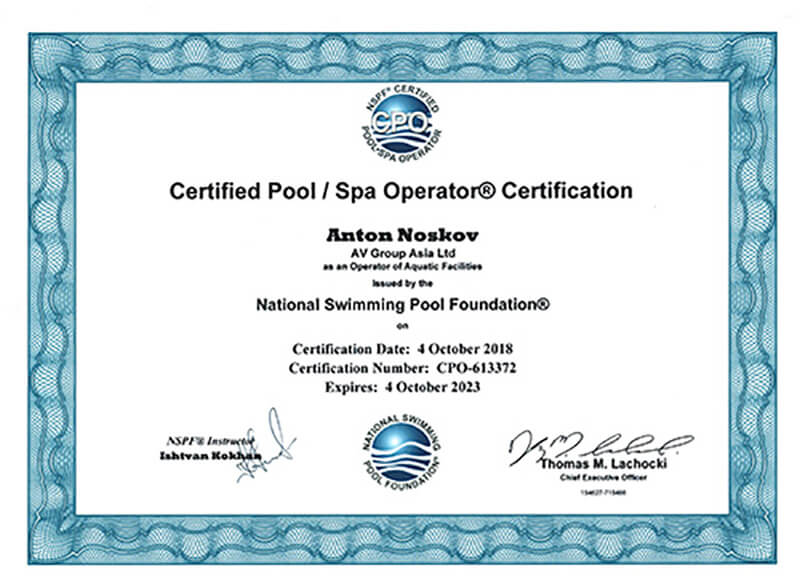 NSPF® CERTIFIED
CPO
POOL•SPA OPERATOR
Certified Pool / Spa Operator® Certification
Anton Noskov
AV Group Asia Ltd
as an Operator of Aquatic Facilities
Issued by the
National Swimming Pool Foundation®
on
Certification Date: 4 October 2018
Certification Number: CPO-613372
Expires: 4 October 2023
NSPF® Instructor
Ishtvan Kokhan
NATIONAL SWIMMING
POOL FOUNDATION®
Thomas M. Lachocki
Chief Executive Officer